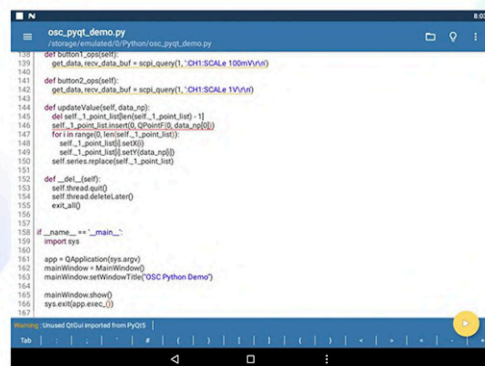 N 8:03
osc_pyqt_demo.py
/storage/emulated/0/Python/osc_pyqt_demo.py
138 def button1_ops(self):
139 get_data, recv_data_buf = scpi_query(1, ':CH1:SCALe 100mV\r\n')
140
141 def button2_ops(self):
142 get_data, recv_data_buf = scpi_query(1, ':CH1:SCALe 1V\r\n')
143
144 def updateValue(self, data_np):
145 del self._1_point_list[len(self._1_point_list) - 1]
146 self._1_point_list.insert(0, QPointF(0, data_np[0]))
147 for i in range(0, len(self._1_point_list)):
148 self._1_point_list[i].setX(i)
149 self._1_point_list[i].setY(data_np[i])
150 self.series.replace(self._1_point_list)
151
152 def __del__(self):
153 self.thread.quit()
154 self.thread.deleteLater()
155 exit_all()
156
157
158 if __name__ == '__main__':
159 import sys
160
161 app = QApplication(sys.argv)
162 mainWindow = MainWindow()
163 mainWindow.setWindowTitle("OSC Python Demo")
164
165 mainWindow.show()
166 sys.exit(app.exec_())
167
Warning : Unused QtGui imported from PyQt5
Tab : ; ' # ( ) [ ] { } < > + - *